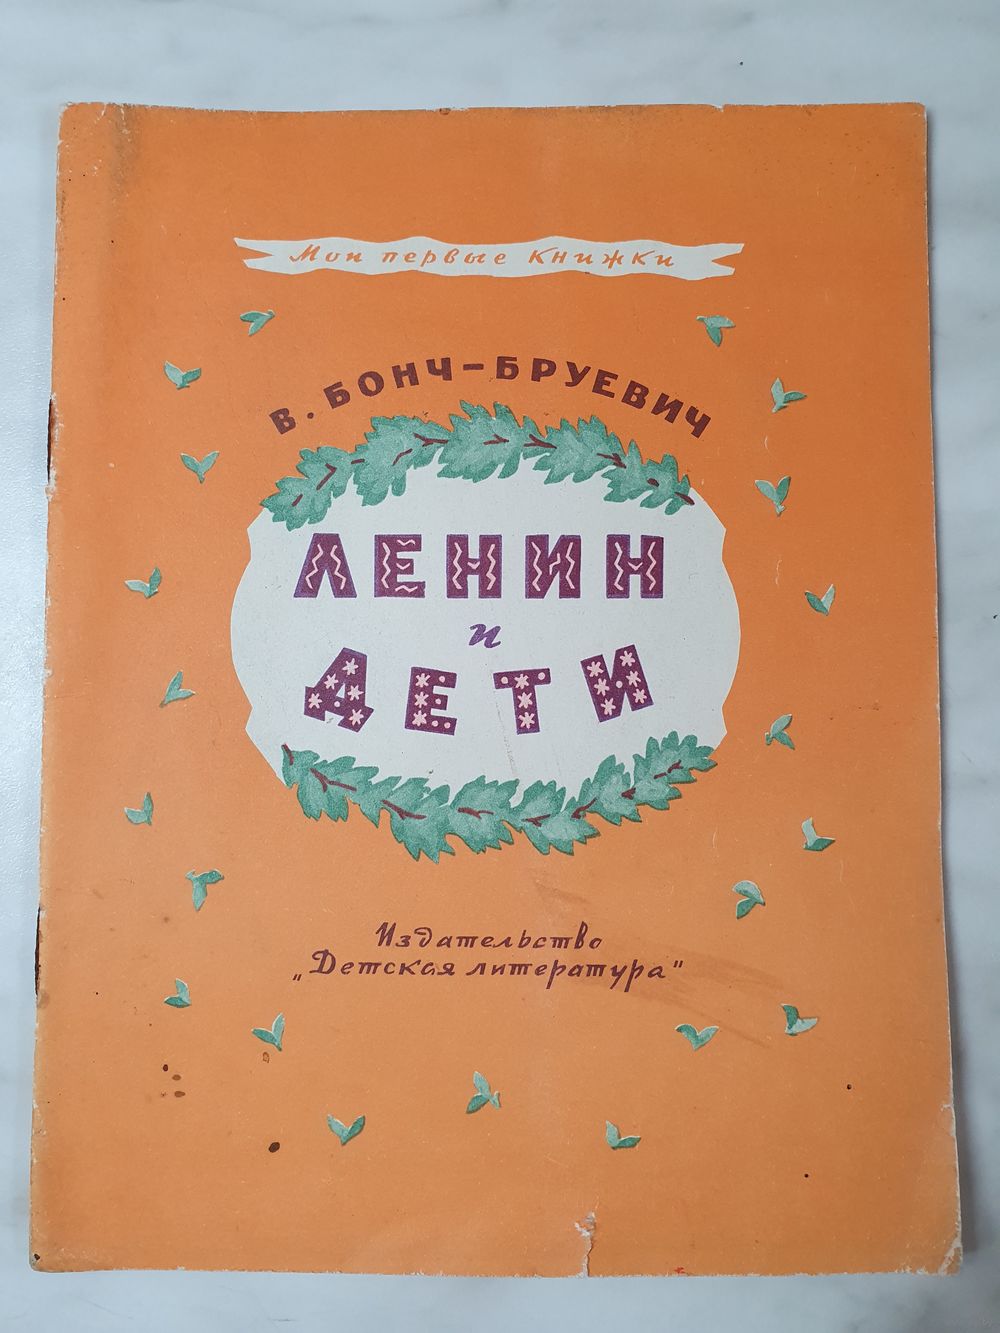 Мои первые книжки
В. БОНЧ-БРУЕВИЧ
ЛЕНИН
и
ДЕТИ
Издательство
„Детская литература"